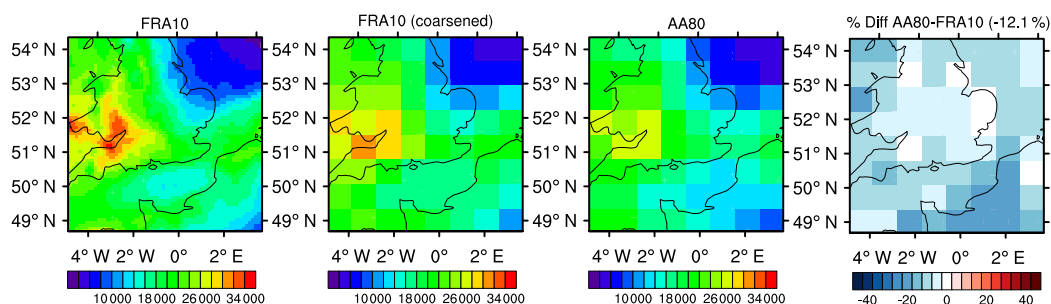 FRA10
FRA10 (coarsened)
AA80
% Diff AA80-FRA10 (-12.1 %)
54° N
53° N
52° N
51° N
50° N
49° N
4° W
2° W
0°
2° E
10000
18000
26000
34000
54° N
53° N
52° N
51° N
50° N
49° N
4° W
2° W
0°
2° E
10000
18000
26000
34000
54° N
53° N
52° N
51° N
50° N
49° N
4° W
2° W
0°
2° E
10000
18000
26000
34000
54° N
53° N
52° N
51° N
50° N
49° N
4° W
2° W
0°
2° E
-40
-20
0
20
40